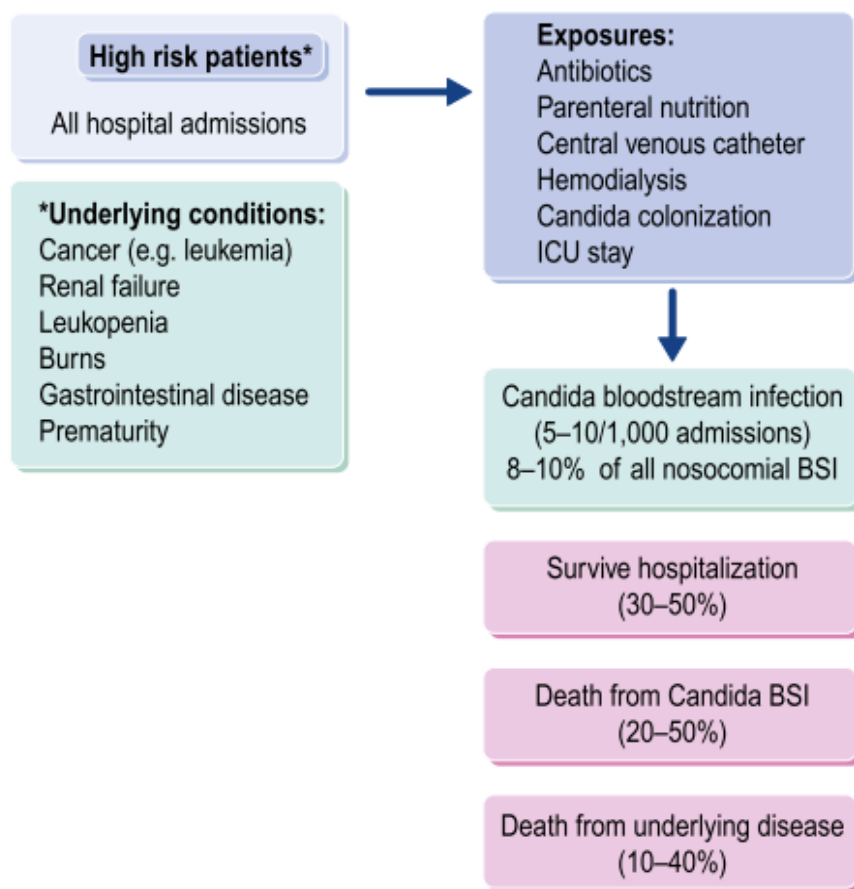 High risk patients*
All hospital admissions
*Underlying conditions:
Cancer (e.g. leukemia)
Renal failure
Leukopenia
Burns
Gastrointestinal disease
Prematurity
Exposures:
Antibiotics
Parenteral nutrition
Central venous catheter
Hemodialysis
Candida colonization
ICU stay
Candida bloodstream infection
(5–10/1,000 admissions)
8–10% of all nosocomial BSI
Survive hospitalization
(30–50%)
Death from Candida BSI
(20–50%)
Death from underlying disease
(10–40%)